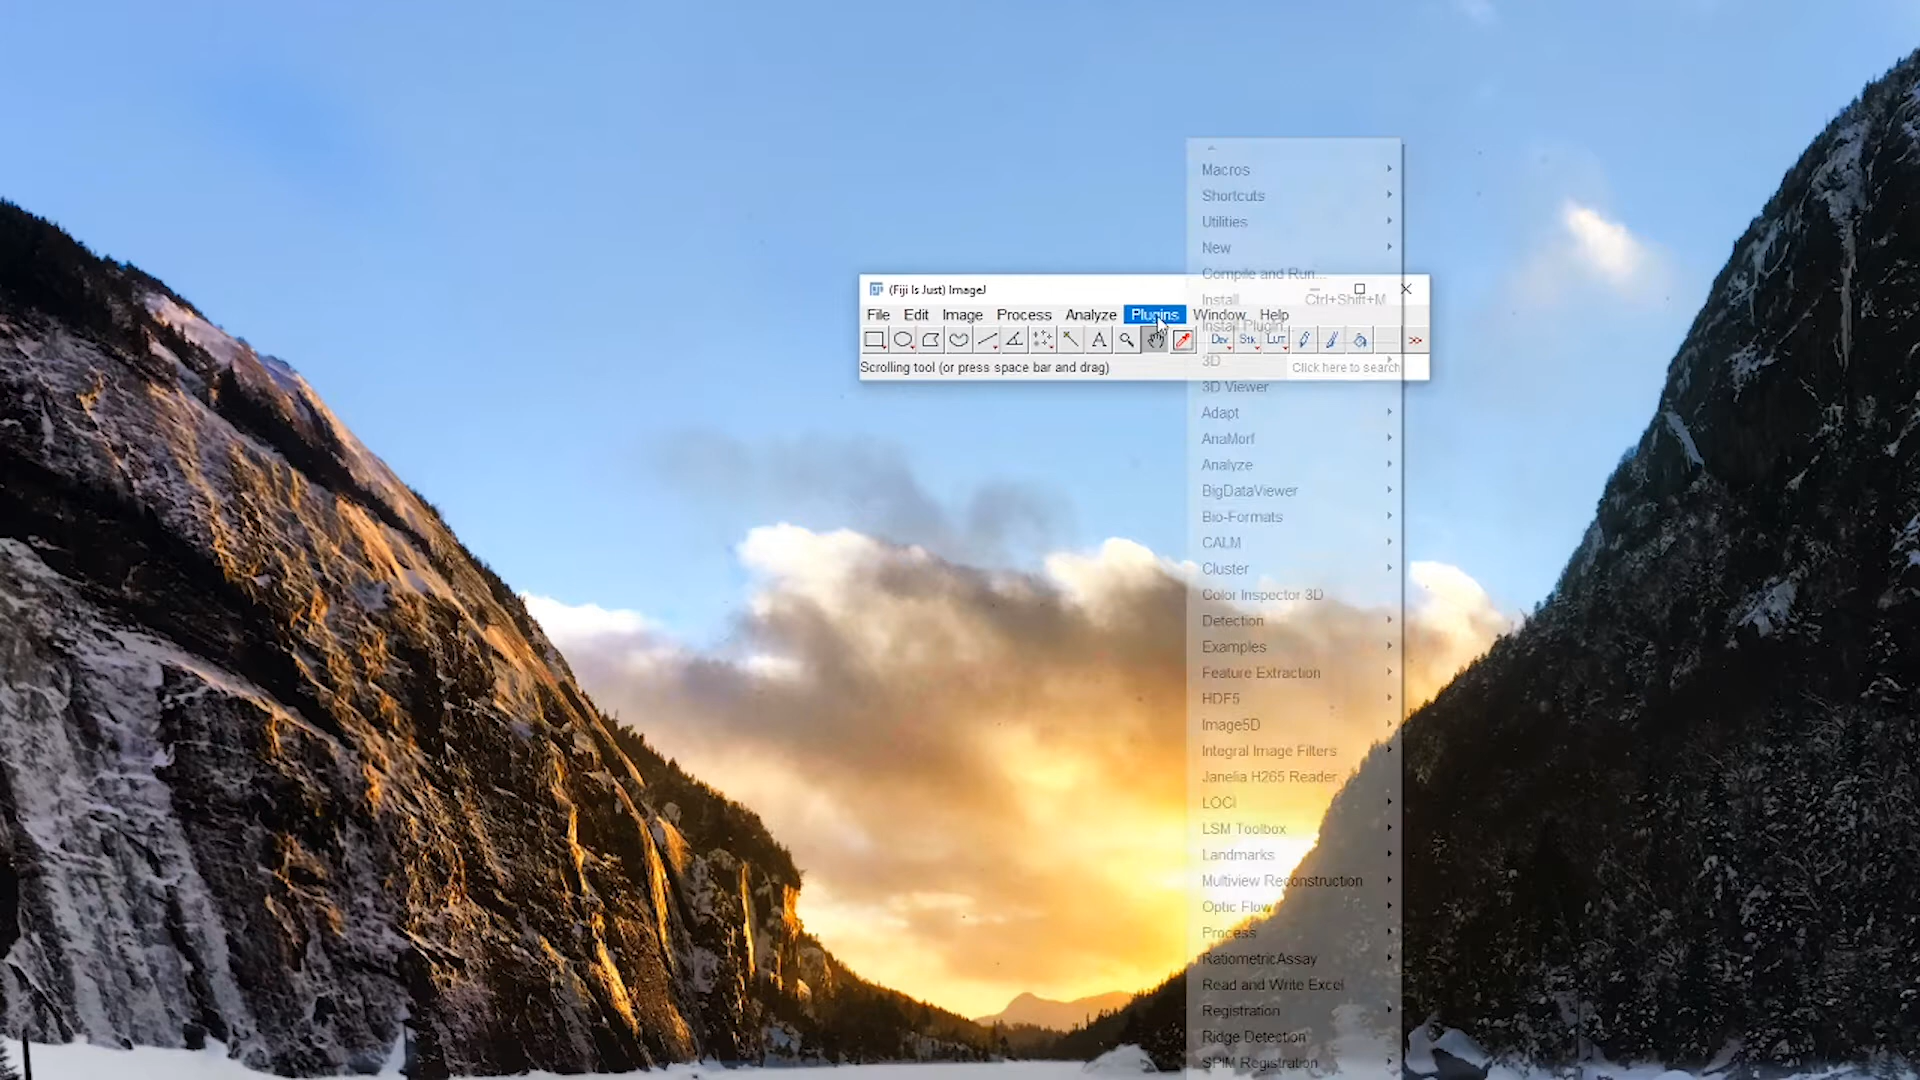 Macros
Shortcuts
Utilities
New
Compile and Run...
(Fiji Is Just) ImageJ
Install Ctrl+Shift+M
File Edit Image Process Analyze Plugins Window Help
Install Plugin...
A Dev Stk LUT >>
3D
Scrolling tool (or press space bar and drag) Click here to search
3D Viewer
Adapt
AnaMorf
Analyze
BigDataViewer
Bio-Formats
CALM
Cluster
Color Inspector 3D
Detection
Examples
Feature Extraction
HDF5
Image5D
Integral Image Filters
Janelia H265 Reader
LOCI
LSM Toolbox
Landmarks
Multiview Reconstruction
Optic Flow
Process
RatiometricAssay
Read and Write Excel
Registration
Ridge Detection
SPIM Registration